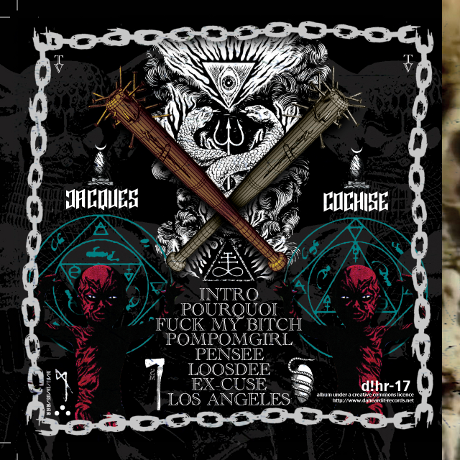 JACQUES
COCHISE
INTRO
POURQUOI
FUCK MY BITCH
POMPOMGIRL
PENSEE
LOOSDEE
EX-CUSE
LOS ANGELES
d!hr-17
album under a creative commons licence